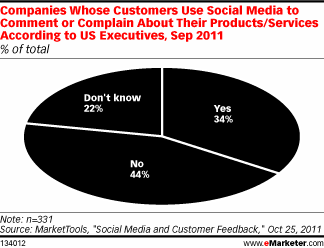 Companies Whose Customers Use Social Media to
Comment or Complain About Their Products/Services
According to US Executives, Sep 2011
% of total
Don't know
22%
Yes
34%
No
44%
Note: n=331
Source: MarketTools, "Social Media and Customer Feedback," Oct 25, 2011
134012
www.eMarketer.com